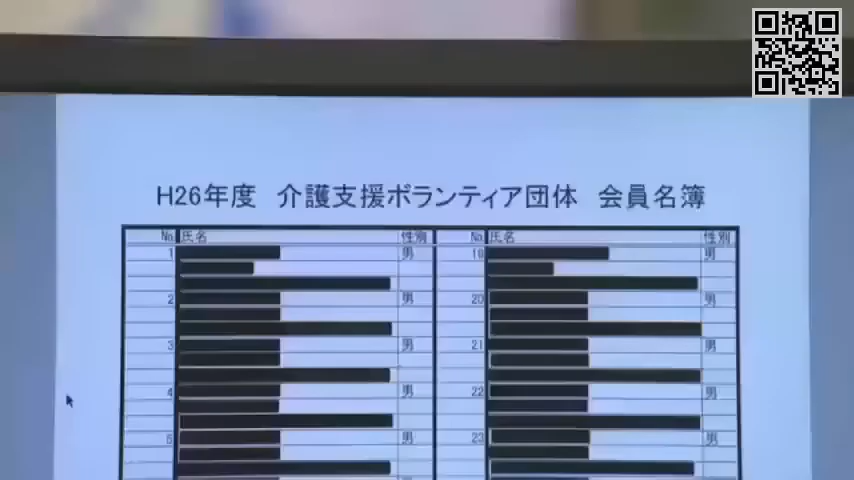 H26年度 介護支援ボランティア団体 会員名簿
No. 氏名 性別 No. 氏名 性別
1 男 19 男
2 男 20 男
3 男 21 男
4 男 22 男
5 男 23 男